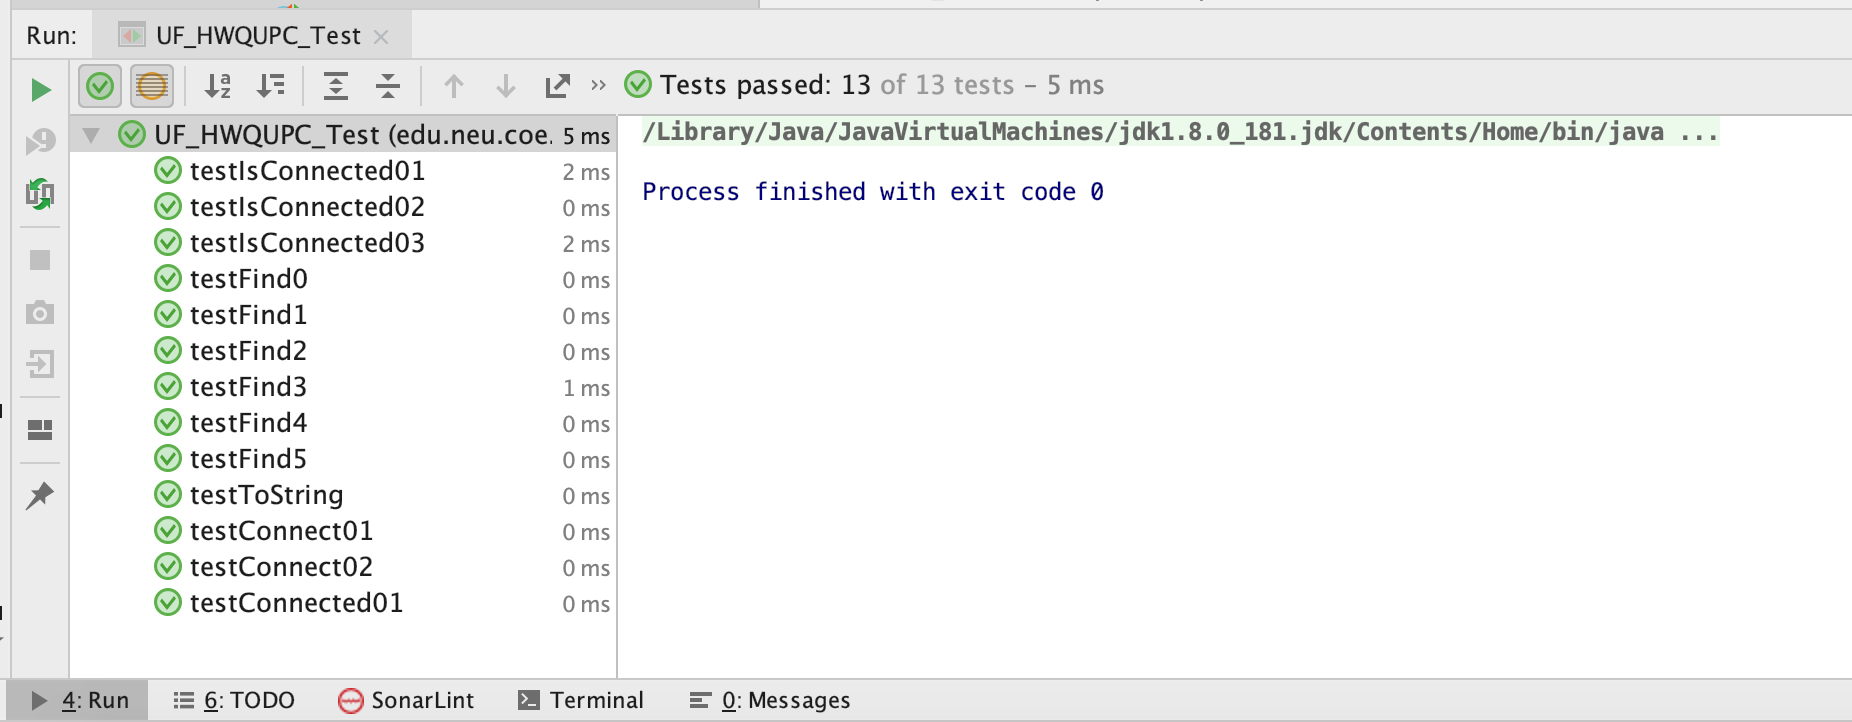 Run: UF_HWQUPC_Test
Tests passed: 13 of 13 tests – 5 ms
UF_HWQUPC_Test (edu.neu.coe. 5 ms
/Library/Java/JavaVirtualMachines/jdk1.8.0_181.jdk/Contents/Home/bin/java ...
testIsConnected01 2 ms
Process finished with exit code 0
testIsConnected02 0 ms
testIsConnected03 2 ms
testFind0 0 ms
testFind1 0 ms
testFind2 0 ms
testFind3 1 ms
testFind4 0 ms
testFind5 0 ms
testToString 0 ms
testConnect01 0 ms
testConnect02 0 ms
testConnected01 0 ms
4: Run 6: TODO SonarLint Terminal 0: Messages